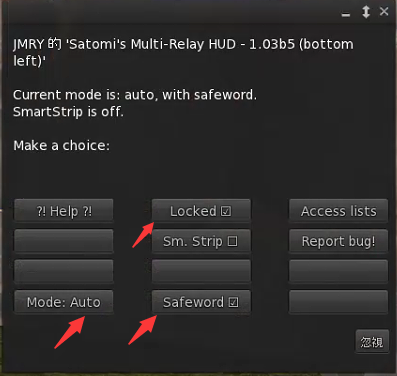 JMRY 的 'Satomi's Multi-Relay HUD - 1.03b5 (bottom
left)'
Current mode is: auto, with safeword.
SmartStrip is off.
Make a choice:
?! Help ?! Locked ☑ Access lists
Sm. Strip ☐ Report bug!
Mode: Auto Safeword ☑
忽視